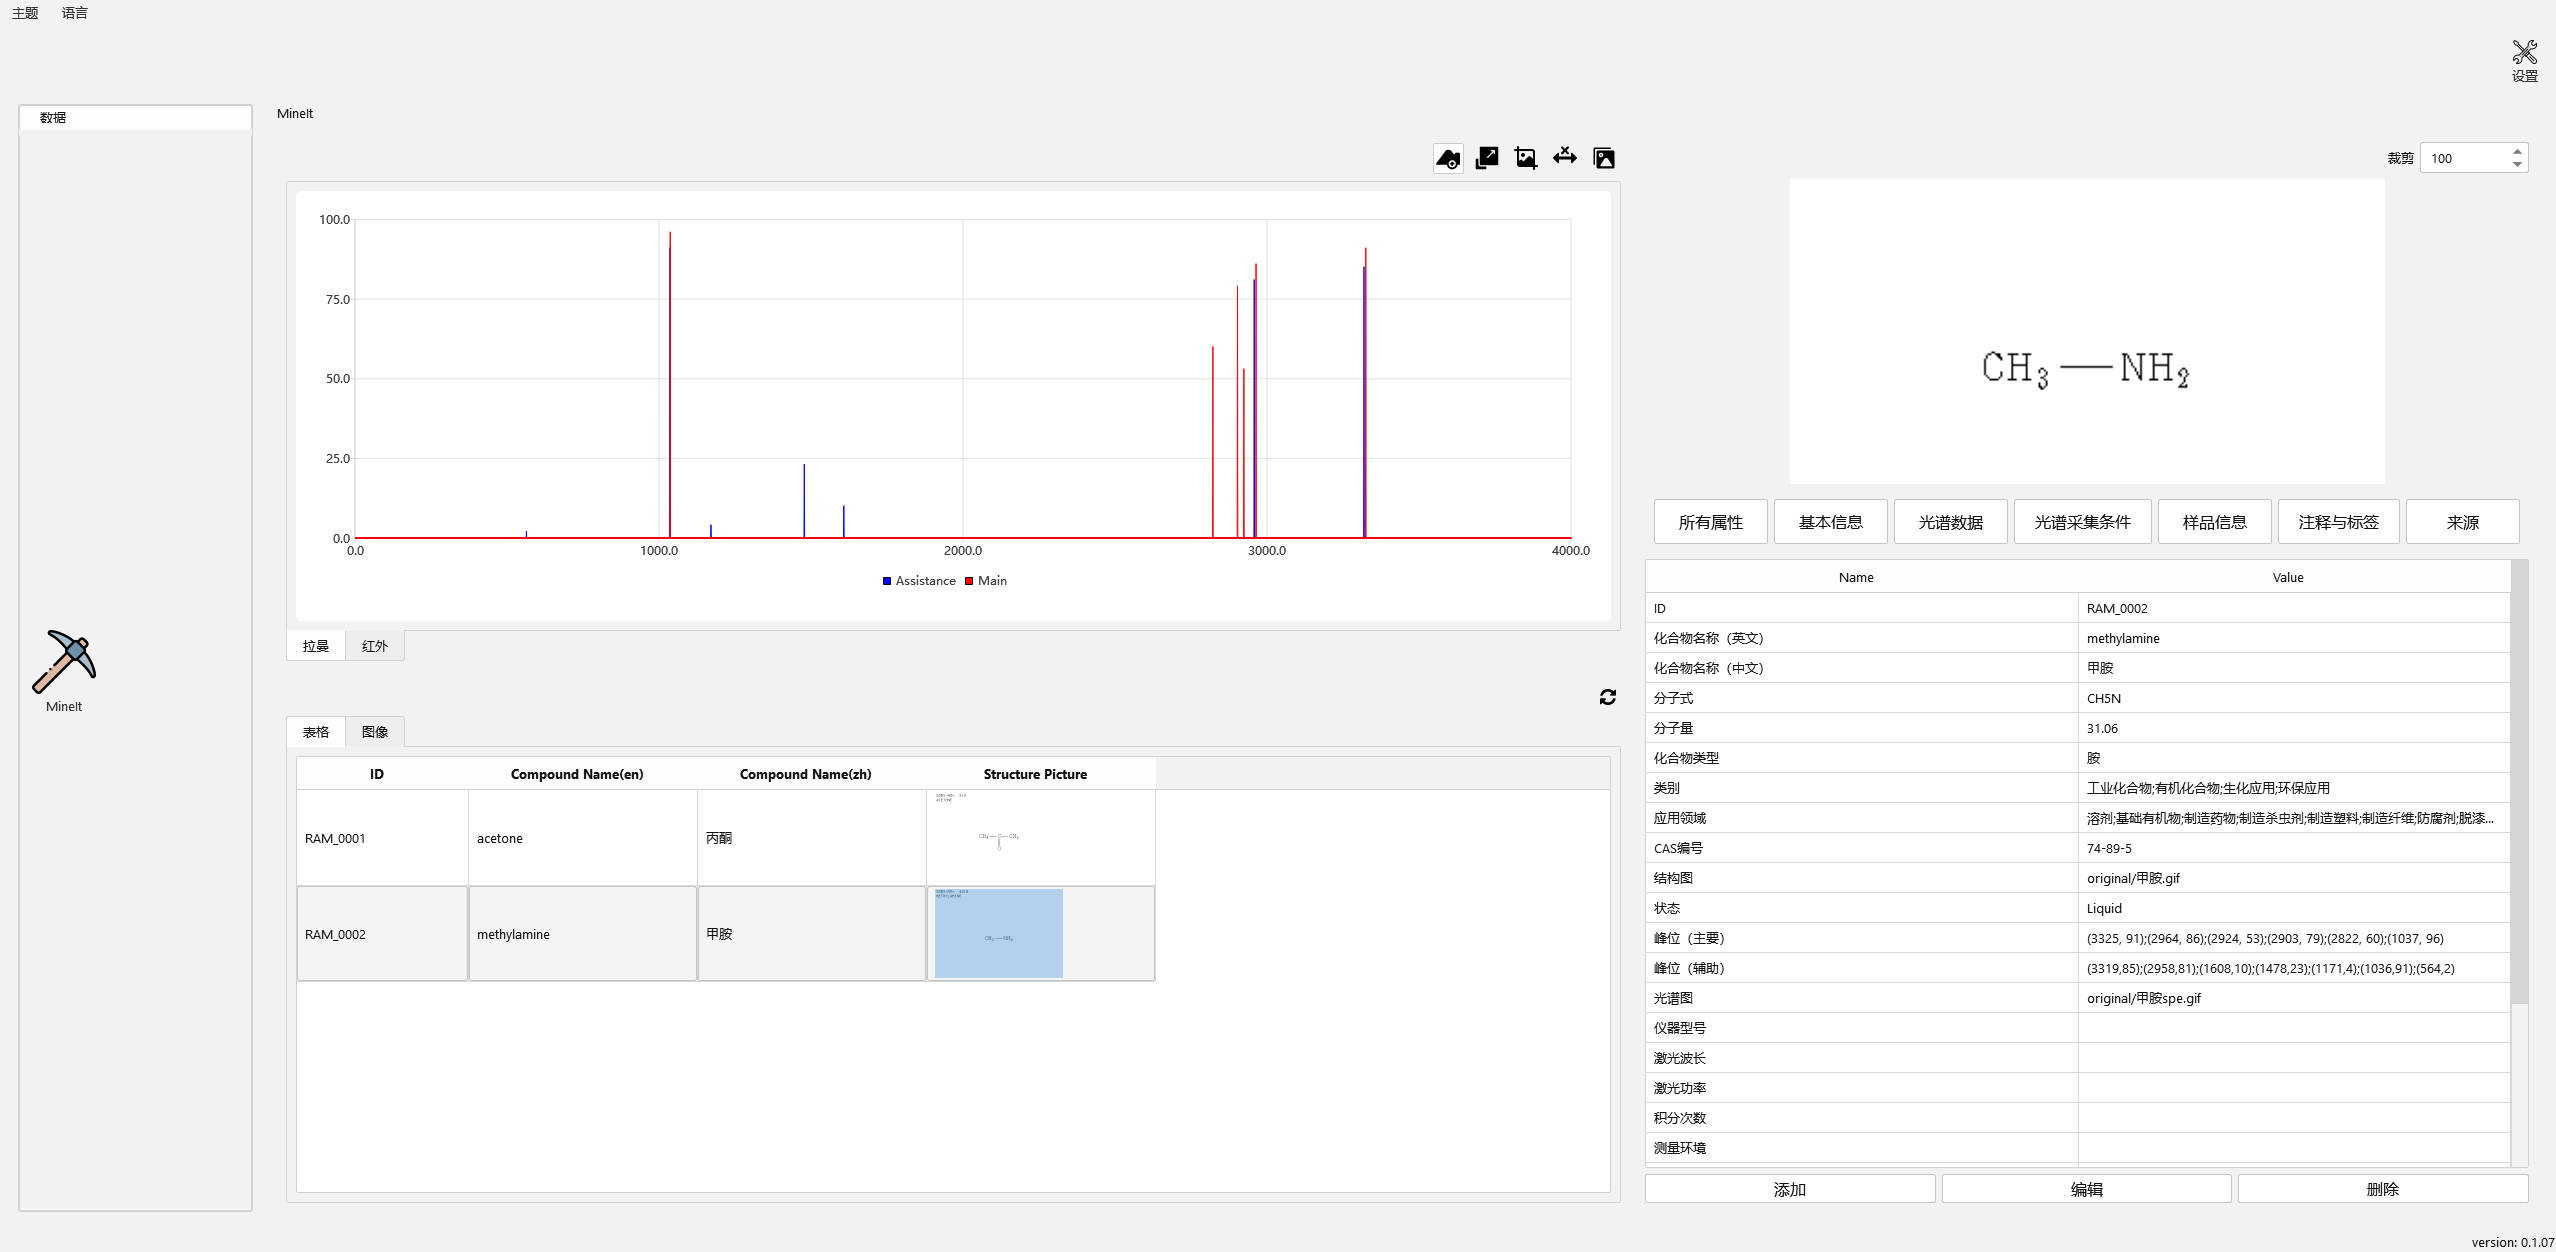 主题 语言
设置
数据
MineIt
MineIt
裁剪 100
100.0
75.0
50.0
25.0
0.0
0.0 1000.0 2000.0 3000.0 4000.0
Assistance Main
拉曼 红外
表格 图像
ID Compound Name(en) Compound Name(zh) Structure Picture
RAM_0001 acetone 丙酮
RAM_0002 methylamine 甲胺
CH3—NH2
所有属性 基本信息 光谱数据 光谱采集条件 样品信息 注释与标签 来源
Name Value
ID RAM_0002
化合物名称（英文） methylamine
化合物名称（中文） 甲胺
分子式 CH5N
分子量 31.06
化合物类型 胺
类别 工业化合物;有机化合物;生化应用;环保应用
应用领域 溶剂;基础有机物;制造药物;制造杀虫剂;制造塑料;制造纤维;防腐剂;脱漆...
CAS编号 74-89-5
结构图 original/甲胺.gif
状态 Liquid
峰位（主要） (3325, 91);(2964, 86);(2924, 53);(2903, 79);(2822, 60);(1037, 96)
峰位（辅助） (3319,85);(2958,81);(1608,10);(1478,23);(1171,4);(1036,91);(564,2)
光谱图 original/甲胺spe.gif
仪器型号
激光波长
激光功率
积分次数
测量环境
添加 编辑 删除
version: 0.1.07